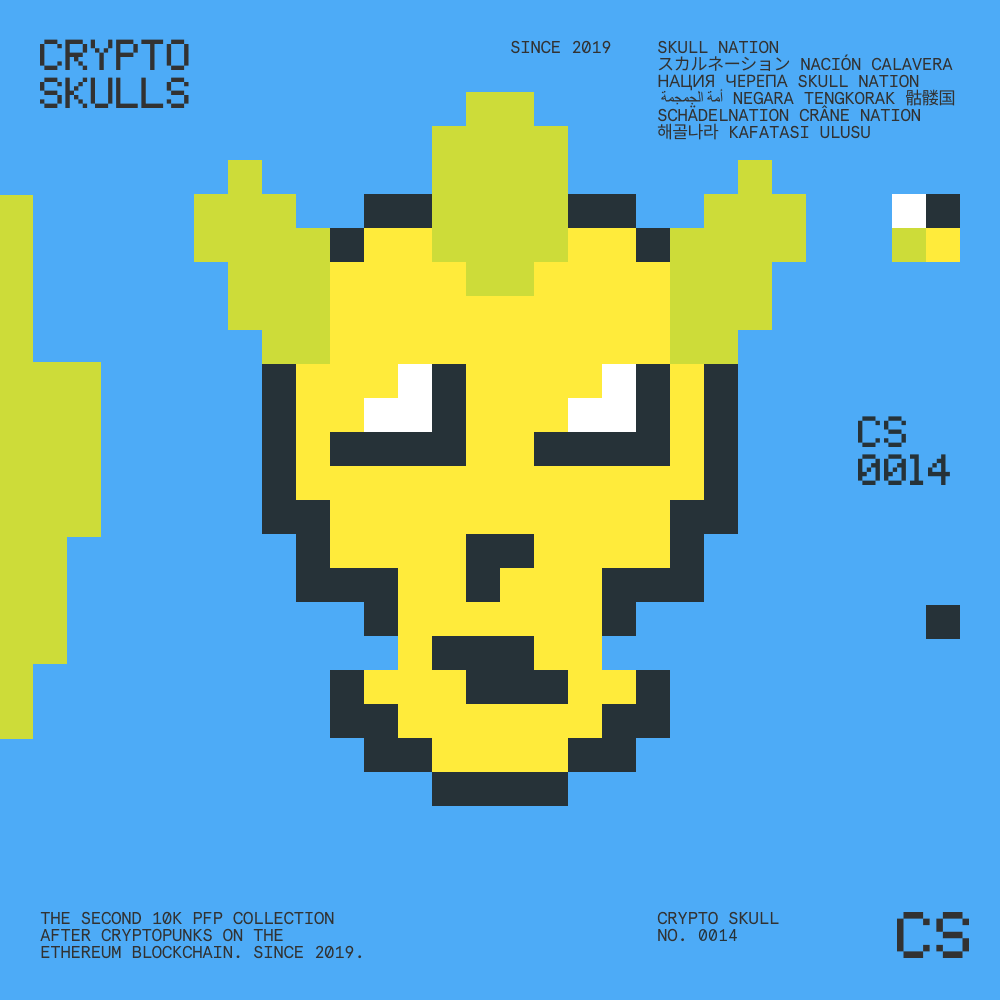 CRYPTO
SKULLS
SINCE 2019
SKULL NATION
スカルネーション NACIÓN CALAVERA
НАЦИЯ ЧЕРЕПА SKULL NATION
أمة الجمجمة NEGARA TENGKORAK 骷髅国
SCHÄDELNATION CRÂNE NATION
해골나라 KAFATASI ULUSU
CS
0014
THE SECOND 10K PFP COLLECTION
AFTER CRYPTOPUNKS ON THE
ETHEREUM BLOCKCHAIN. SINCE 2019.
CRYPTO SKULL
NO. 0014
CS